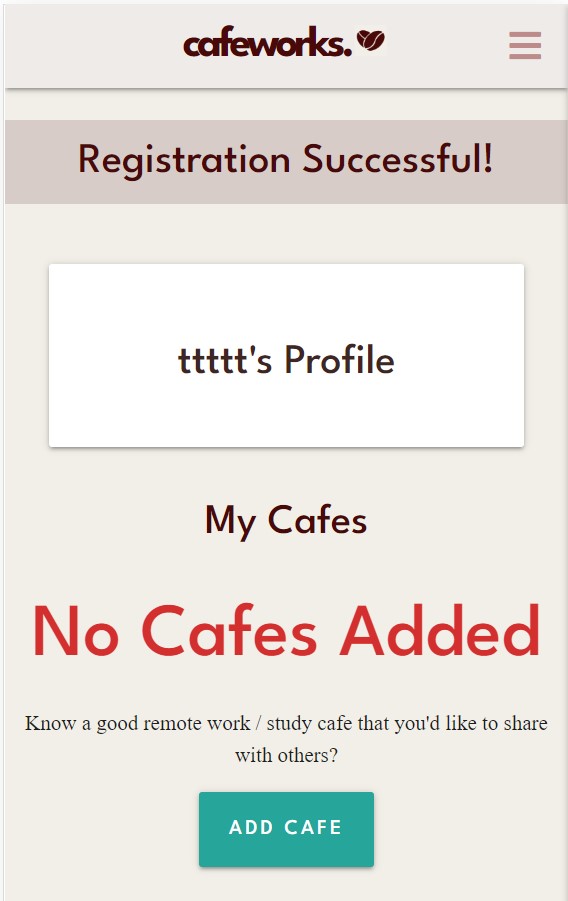 cafeworks.
Registration Successful!
ttttt's Profile
My Cafes
No Cafes Added
Know a good remote work / study cafe that you'd like to share
with others?
ADD CAFE